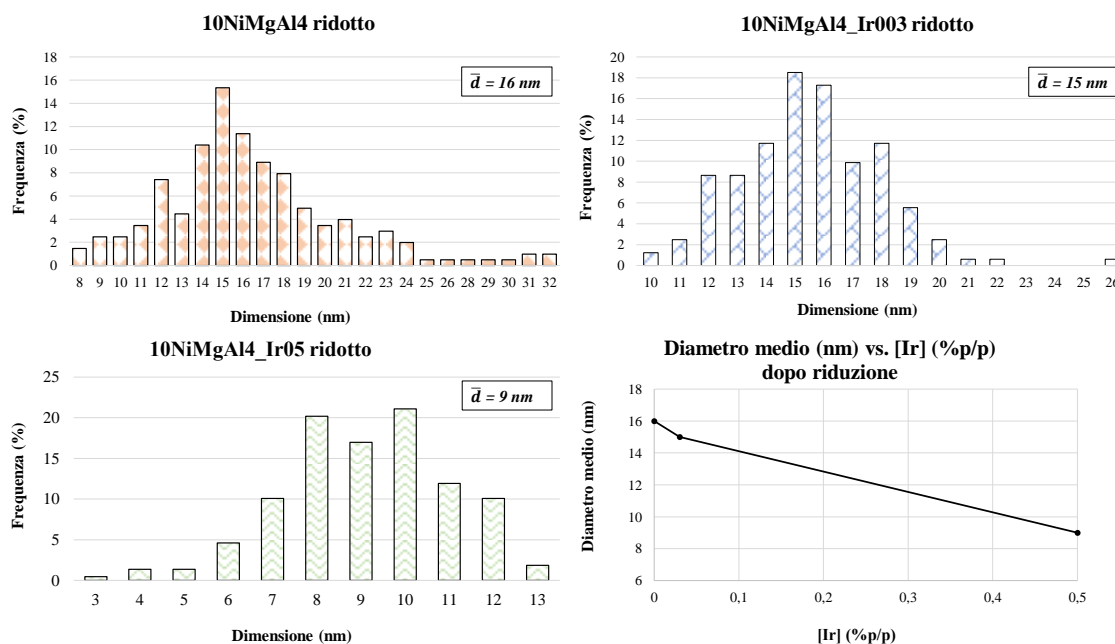 10NiMgAl4 ridotto
d̅ = 16 nm
Frequenza (%)
18
16
14
12
10
8
6
4
2
0
8 9 10 11 12 13 14 15 16 17 18 19 20 21 22 23 24 25 26 28 29 30 31 32
Dimensione (nm)
10NiMgAl4_Ir003 ridotto
d̅ = 15 nm
Frequenza (%)
20
18
16
14
12
10
8
6
4
2
0
10 11 12 13 14 15 16 17 18 19 20 21 22 23 24 25 26
Dimensione (nm)
10NiMgAl4_Ir05 ridotto
d̅ = 9 nm
Frequenza (%)
25
20
15
10
5
0
3 4 5 6 7 8 9 10 11 12 13
Dimensione (nm)
Diametro medio (nm) vs. [Ir] (%p/p)
dopo riduzione
Diametro medio (nm)
18
16
14
12
10
8
6
0 0,1 0,2 0,3 0,4 0,5
[Ir] (%p/p)